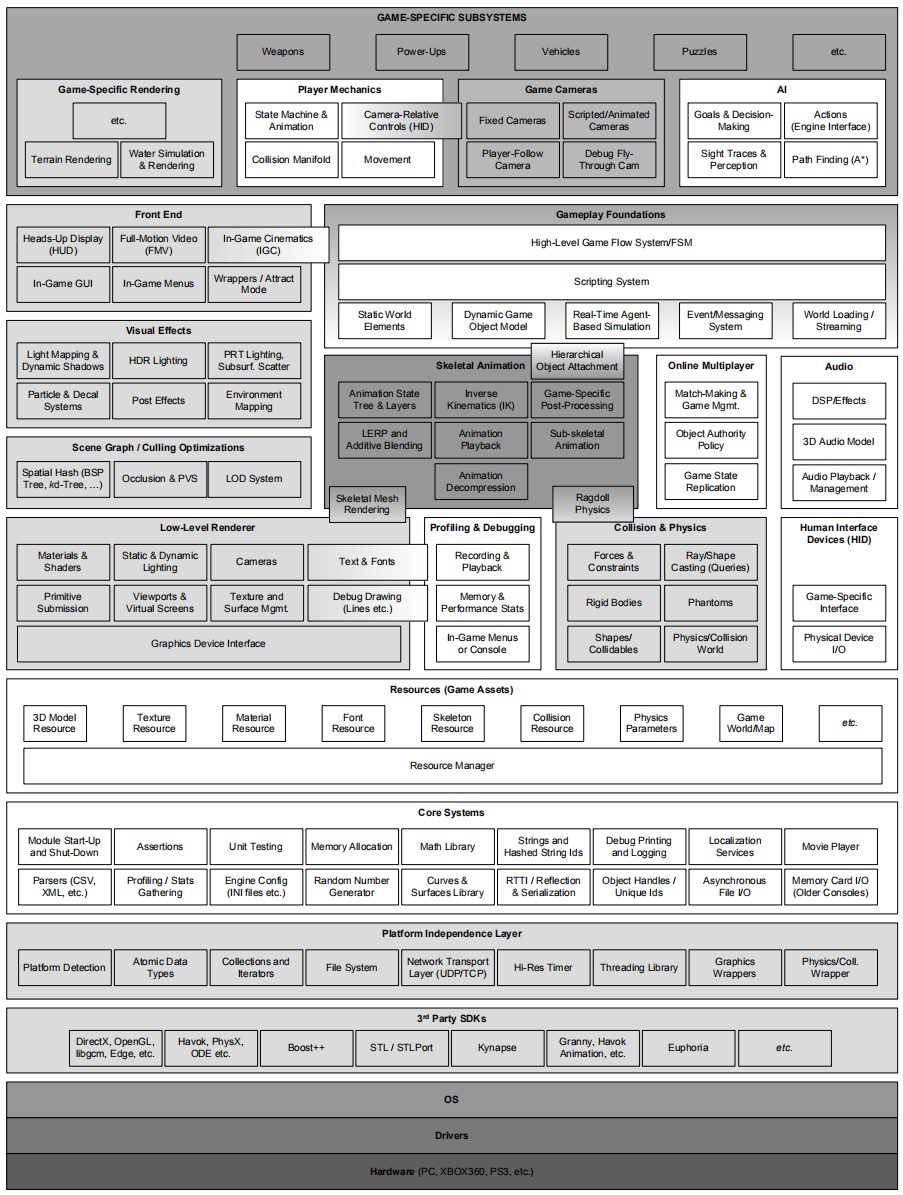 GAME-SPECIFIC SUBSYSTEMS
Weapons
Power-Ups
Vehicles
Puzzles
etc.
Game-Specific Rendering
etc.
Terrain Rendering
Water Simulation
& Rendering
Player Mechanics
State Machine &
Animation
Camera-Relative
Controls (HID)
Collision Manifold
Movement
Game Cameras
Fixed Cameras
Scripted/Animated
Cameras
Player-Follow
Camera
Debug Fly-
Through Cam
AI
Goals & Decision-
Making
Actions
(Engine Interface)
Sight Traces &
Perception
Path Finding (A*)
Front End
Heads-Up Display
(HUD)
Full-Motion Video
(FMV)
In-Game Cinematics
(IGC)
In-Game GUI
In-Game Menus
Wrappers / Attract
Mode
Gameplay Foundations
High-Level Game Flow System/FSM
Scripting System
Static World
Elements
Dynamic Game
Object Model
Real-Time Agent-
Based Simulation
Event/Messaging
System
World Loading /
Streaming
Visual Effects
Light Mapping &
Dynamic Shadows
HDR Lighting
PRT Lighting,
Subsurf. Scatter
Particle & Decal
Systems
Post Effects
Environment
Mapping
Skeletal Animation
Hierarchical
Object Attachment
Animation State
Tree & Layers
Inverse
Kinematics (IK)
Game-Specific
Post-Processing
LERP and
Additive Blending
Animation
Playback
Sub-skeletal
Animation
Animation
Decompression
Skeletal Mesh
Rendering
Ragdoll
Physics
Online Multiplayer
Match-Making &
Game Mgmt.
Object Authority
Policy
Game State
Replication
Audio
DSP/Effects
3D Audio Model
Audio Playback /
Management
Scene Graph / Culling Optimizations
Spatial Hash (BSP
Tree, kd-Tree, …)
Occlusion & PVS
LOD System
Low-Level Renderer
Materials &
Shaders
Static & Dynamic
Lighting
Cameras
Text & Fonts
Primitive
Submission
Viewports &
Virtual Screens
Texture and
Surface Mgmt.
Debug Drawing
(Lines etc.)
Graphics Device Interface
Profiling & Debugging
Recording &
Playback
Memory &
Performance Stats
In-Game Menus
or Console
Collision & Physics
Forces &
Constraints
Ray/Shape
Casting (Queries)
Rigid Bodies
Phantoms
Shapes/
Collidables
Physics/Collision
World
Human Interface
Devices (HID)
Game-Specific
Interface
Physical Device
I/O
Resources (Game Assets)
3D Model
Resource
Texture
Resource
Material
Resource
Font
Resource
Skeleton
Resource
Collision
Resource
Physics
Parameters
Game
World/Map
etc.
Resource Manager
Core Systems
Module Start-Up
and Shut-Down
Assertions
Unit Testing
Memory Allocation
Math Library
Strings and
Hashed String Ids
Debug Printing
and Logging
Localization
Services
Movie Player
Parsers (CSV,
XML, etc.)
Profiling / Stats
Gathering
Engine Config
(INI files etc.)
Random Number
Generator
Curves &
Surfaces Library
RTTI / Reflection
& Serialization
Object Handles /
Unique Ids
Asynchronous
File I/O
Memory Card I/O
(Older Consoles)
Platform Independence Layer
Platform Detection
Atomic Data
Types
Collections and
Iterators
File System
Network Transport
Layer (UDP/TCP)
Hi-Res Timer
Threading Library
Graphics
Wrappers
Physics/Coll.
Wrapper
3rd Party SDKs
DirectX, OpenGL,
libgcm, Edge, etc.
Havok, PhysX,
ODE etc.
Boost++
STL / STLPort
Kynapse
Granny, Havok
Animation, etc.
Euphoria
etc.
OS
Drivers
Hardware (PC, XBOX360, PS3, etc.)